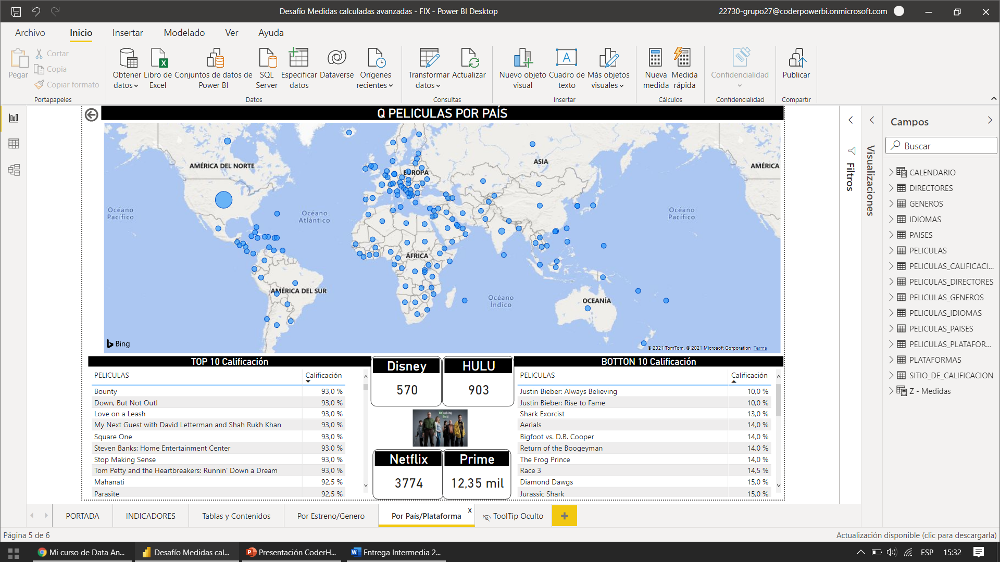 Desafío Medidas calculadas avanzadas - FIX - Power BI Desktop
22730-grupo27@coderpowerbi.onmicrosoft.com
Archivo
Inicio
Insertar
Modelado
Ver
Ayuda
Pegar
Cortar
Copia
Copiar formato
Portapapeles
Obtener
datos
Libro de
Excel
Conjuntos de datos de
Power BI
SQL
Server
Especificar
datos
Dataverse
Orígenes
recientes
Datos
Transformar
datos
Actualizar
Consultas
Nuevo objeto
visual
Cuadro de
texto
Más objetos
visuales
Insertar
Nueva
medida
Medida
rápida
Cálculos
Confidencialidad
Confidencialidad
Publicar
Compartir
Q PELICULAS POR PAÍS
AMÉRICA DEL NORTE
EUROPA
ASIA
AMÉRICA
Océano
Pacífico
Océano
Atlántico
Océano
Pacífico
ÁFRICA
AMÉRICA DEL SUR
Océano
Índico
OCEANÍA
Bing
© 2021 TomTom, © 2021 Microsoft Corporation Terms
TOP 10 Calificación
PELICULAS Calificación
Bounty 93,0 %
Down, But Not Out! 93,0 %
Love on a Leash 93,0 %
My Next Guest with David Letterman and Shah Rukh Khan 93,0 %
Square One 93,0 %
Steven Banks: Home Entertainment Center 93,0 %
Stop Making Sense 93,0 %
Tom Petty and the Heartbreakers: Runnin' Down a Dream 93,0 %
Mahanati 92,5 %
Parasite 92,5 %
Disney
570
HULU
903
Breaking
Bad
Netflix
3774
Prime
12,35 mil
BOTTON 10 Calificación
PELICULAS Calificación
Justin Bieber: Always Believing 10,0 %
Justin Bieber: Rise to Fame 10,0 %
Shark Exorcist 13,0 %
Aerials 14,0 %
Bigfoot vs. D.B. Cooper 14,0 %
Return of the Boogeyman 14,0 %
The Frog Prince 14,0 %
Race 3 14,5 %
Diamond Dawgs 15,0 %
Jurassic Shark 15,0 %
Filtros
Visualizaciones
Campos
Buscar
CALENDARIO
DIRECTORES
GENEROS
IDIOMAS
PAISES
PELICULAS
PELICULAS_CALIFICACI...
PELICULAS_DIRECTORES
PELICULAS_GENEROS
PELICULAS_IDIOMAS
PELICULAS_PAISES
PELICULAS_PLATAFOR...
PLATAFORMAS
SITIO_DE_CALIFICACION
Z - Medidas
PORTADA
INDICADORES
Tablas y Contenidos
Por Estreno/Genero
Por País/Plataforma
x
ToolTip Oculto
Página 5 de 6
Actualización disponible (clic para descargarla)
Mi curso de Data An...
Desafío Medidas cal...
Presentación CoderH...
Entrega Intermedia 2...
ESP
15:32